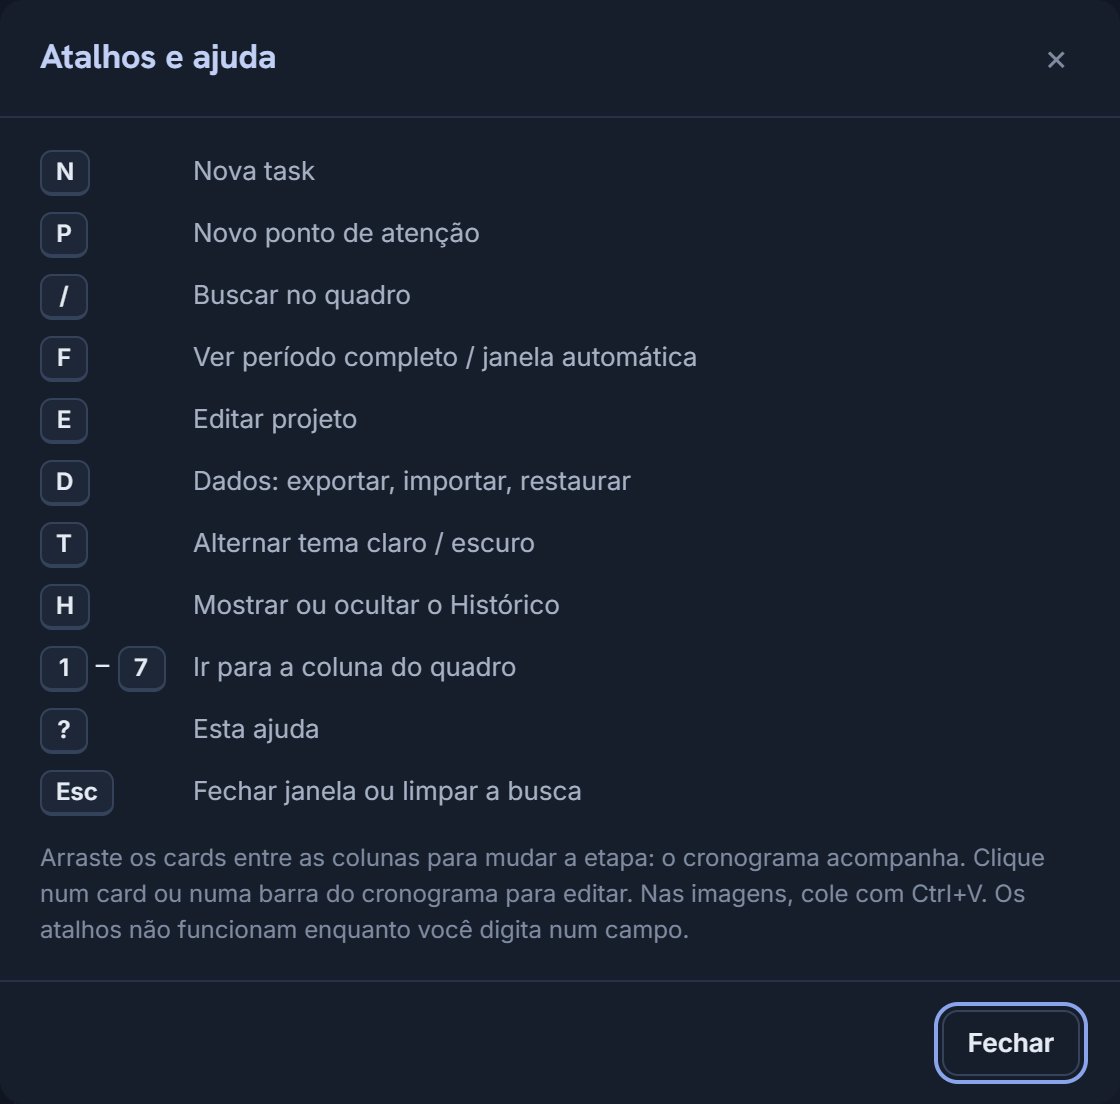 Atalhos e ajuda
×
N Nova task
P Novo ponto de atenção
/ Buscar no quadro
F Ver período completo / janela automática
E Editar projeto
D Dados: exportar, importar, restaurar
T Alternar tema claro / escuro
H Mostrar ou ocultar o Histórico
1 – 7 Ir para a coluna do quadro
? Esta ajuda
Esc Fechar janela ou limpar a busca
Arraste os cards entre as colunas para mudar a etapa: o cronograma acompanha. Clique
num card ou numa barra do cronograma para editar. Nas imagens, cole com Ctrl+V. Os
atalhos não funcionam enquanto você digita num campo.
Fechar